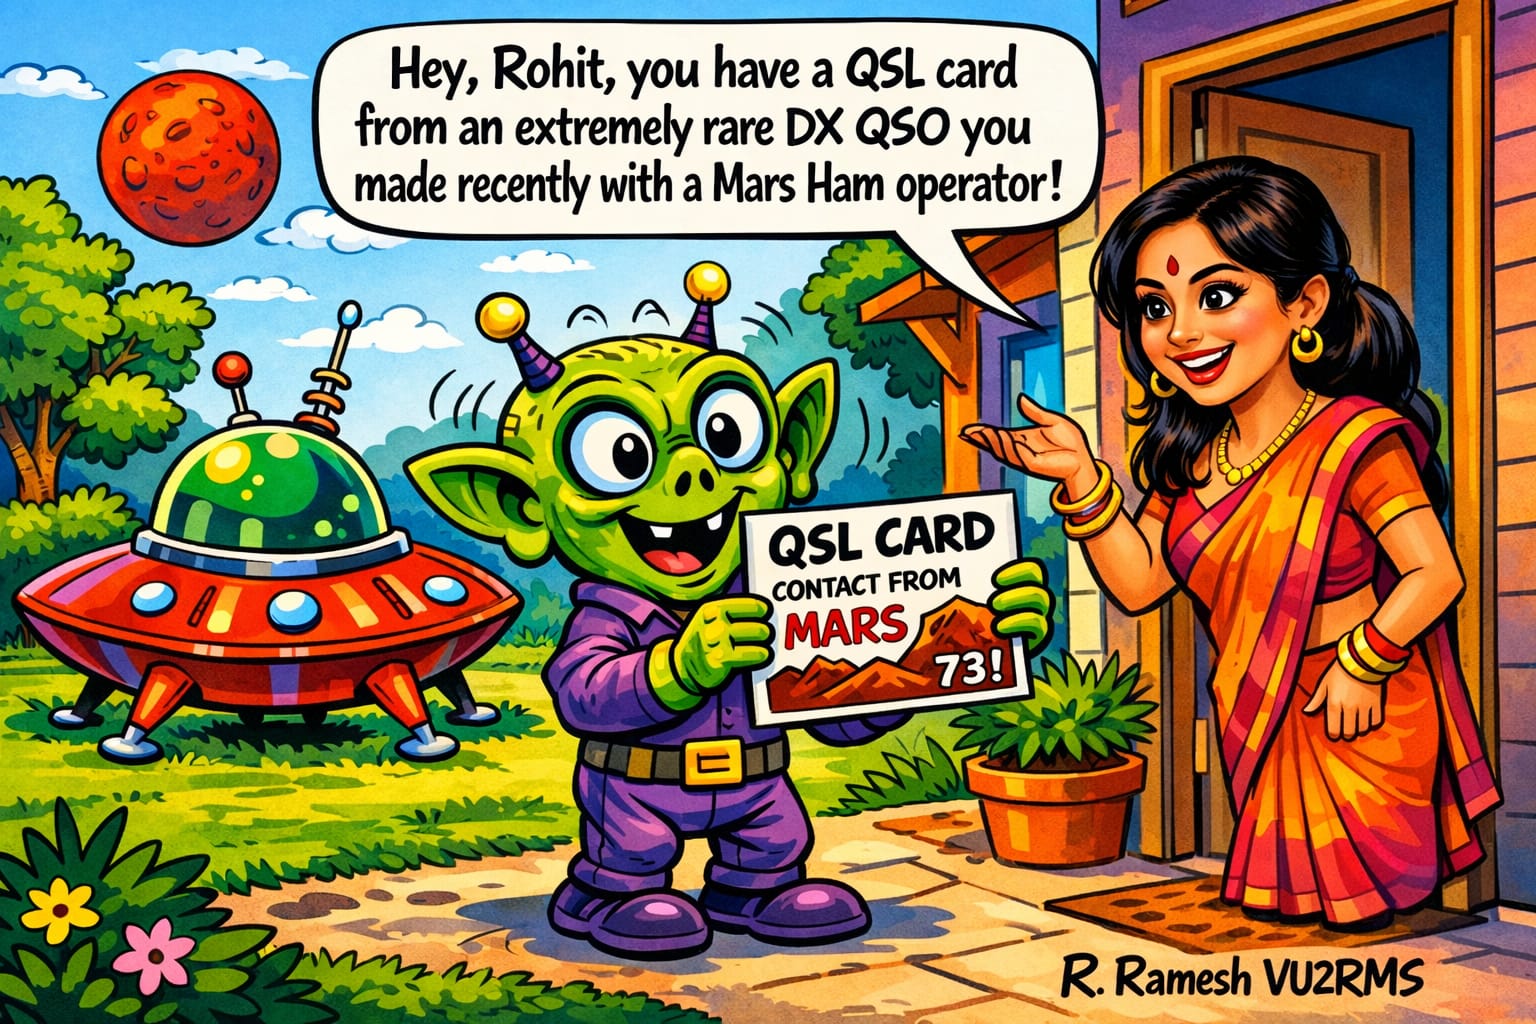 Hey, Rohit, you have a QSL card
from an extremely rare DX QSO you
made recently with a Mars Ham operator!
QSL CARD
CONTACT FROM
MARS
73!
R. Ramesh VU2RMS